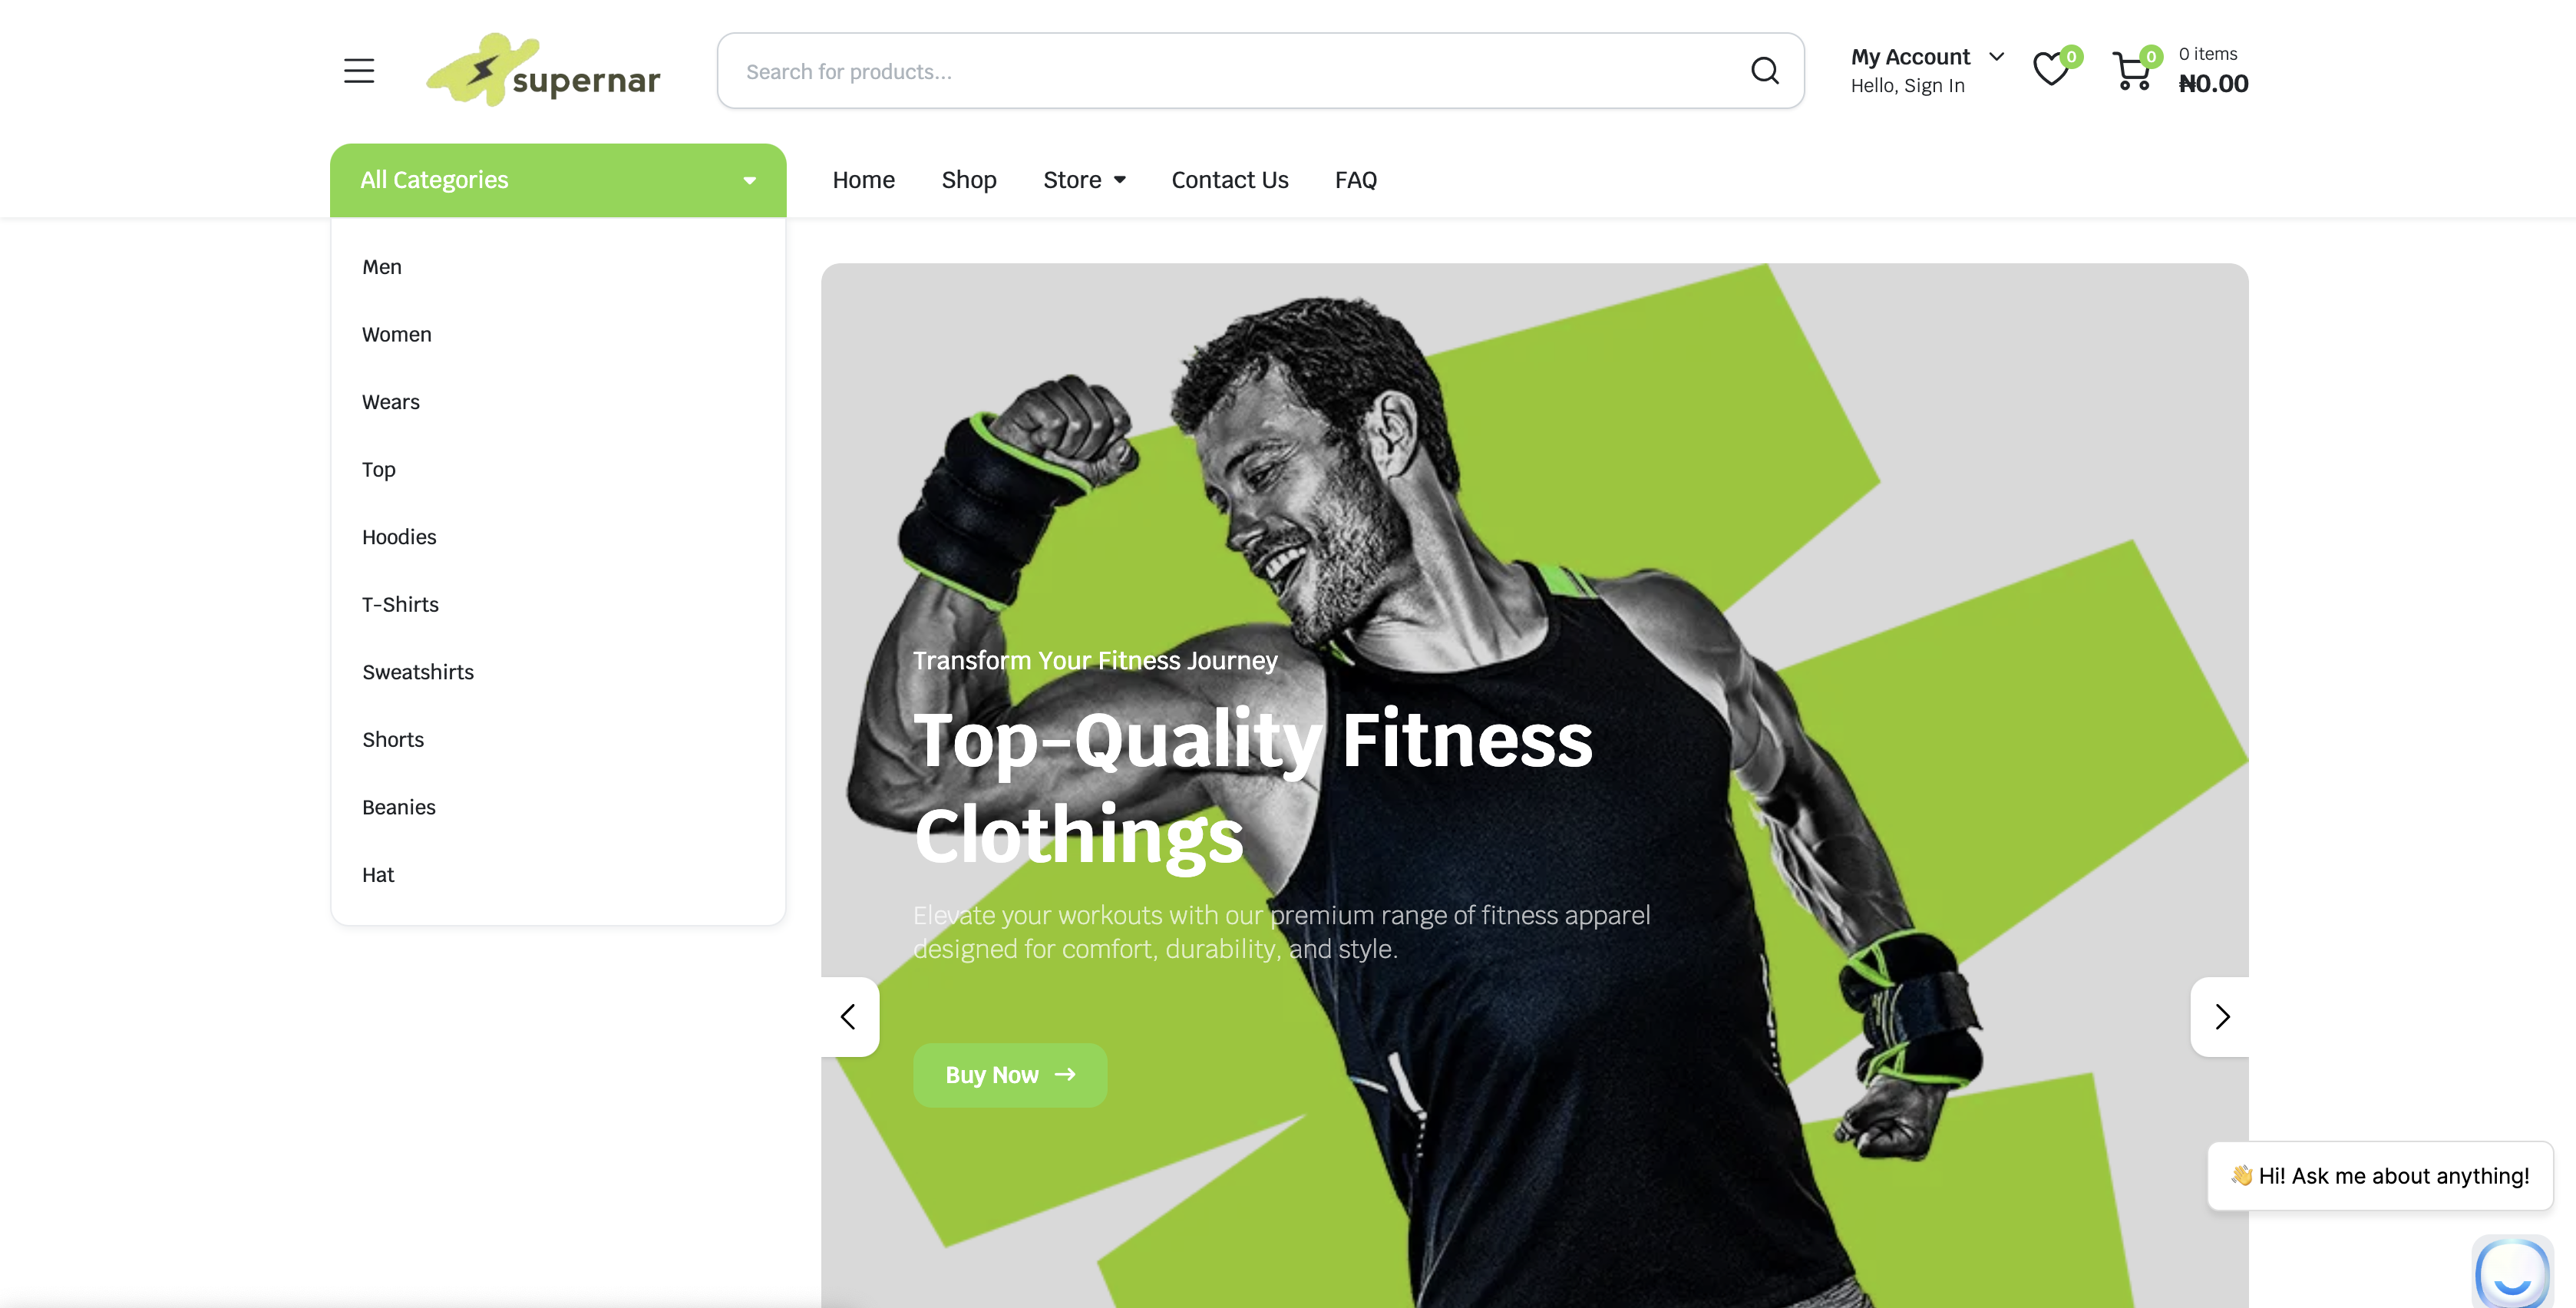 supernar
Search for products...
My Account
Hello, Sign In
0
0
0 items
₦0.00
All Categories
Home
Shop
Store
Contact Us
FAQ
Men
Women
Wears
Top
Hoodies
T-Shirts
Sweatshirts
Shorts
Beanies
Hat
Transform Your Fitness Journey
Top-Quality Fitness
Clothings
Elevate your workouts with our premium range of fitness apparel
designed for comfort, durability, and style.
Buy Now →
👋 Hi! Ask me about anything!